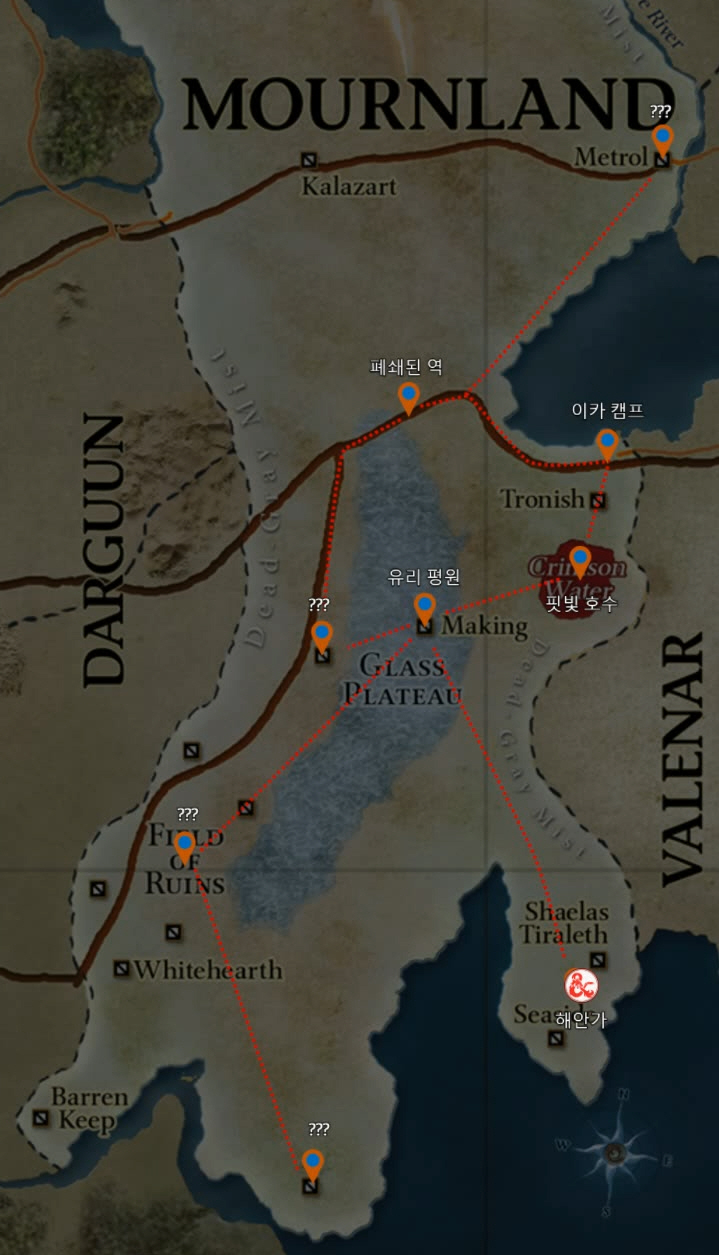 Mist
e River
MOURNLAND
???
Metrol
Kalazart
Dead-Gray Mist
폐쇄된 역
이카 캠프
DARGUUN
Tronish
Crimson
Water
핏빛 호수
유리 평원
Making
???
GLASS
PLATEAU
Dead-Gray Mist
VALENAR
???
FIELD
OF
RUINS
Whitehearth
Shaelas
Tiraleth
Seaside
해안가
Barren
Keep
???
N
W
E
S